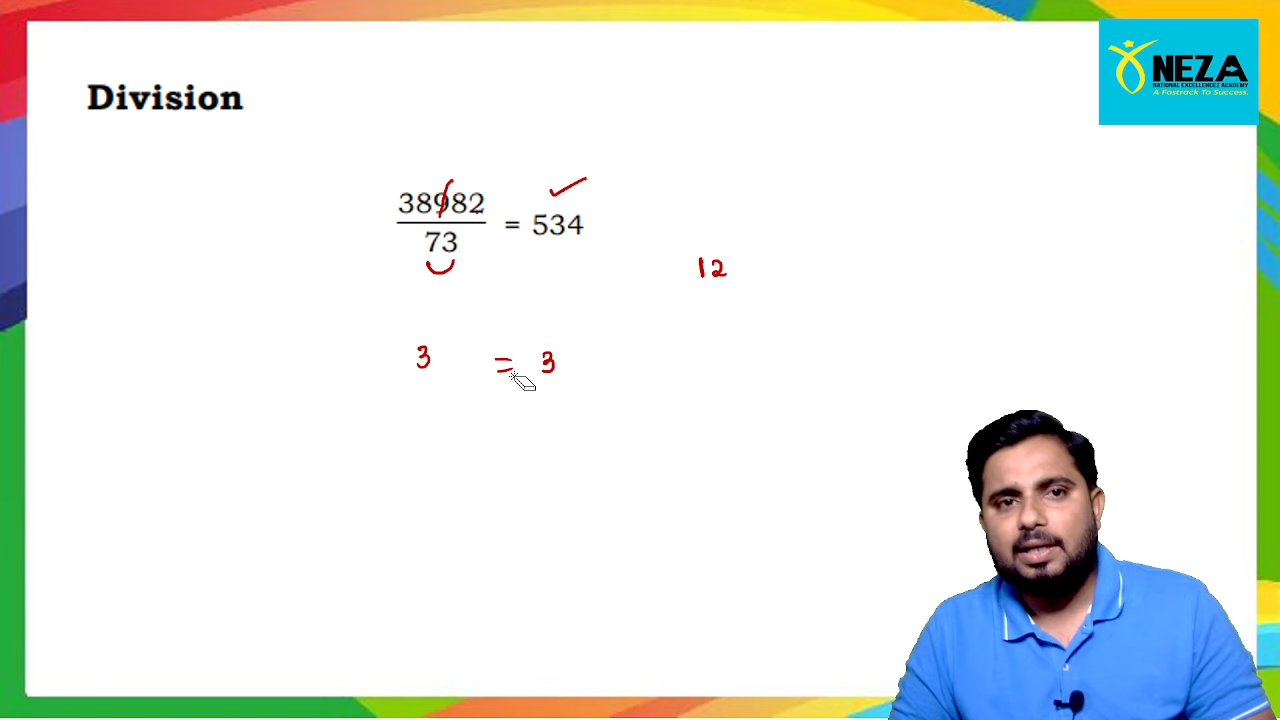 NEZA
NATIONAL EXCELLENCEZ ACADEMY
A Fastrack To Success.
Division
38982
73
= 534
12
3 = 3